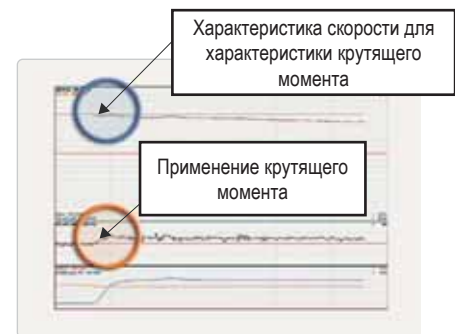 Характеристика скорости для
характеристики крутящего
момента
Применение крутящего
момента